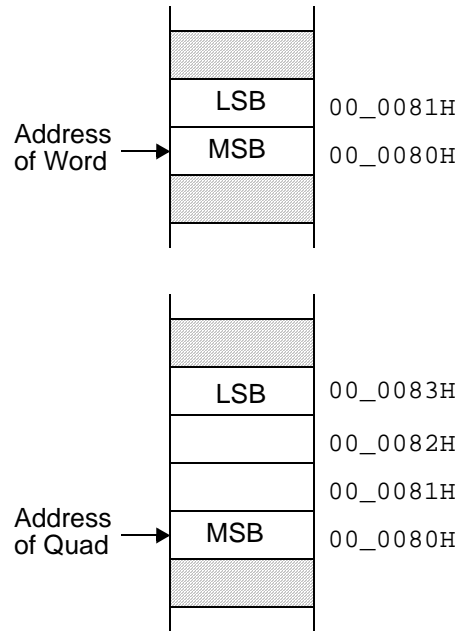 LSB 00_0081H
Address
of Word
MSB 00_0080H
LSB 00_0083H
00_0082H
00_0081H
Address
of Quad
MSB 00_0080H